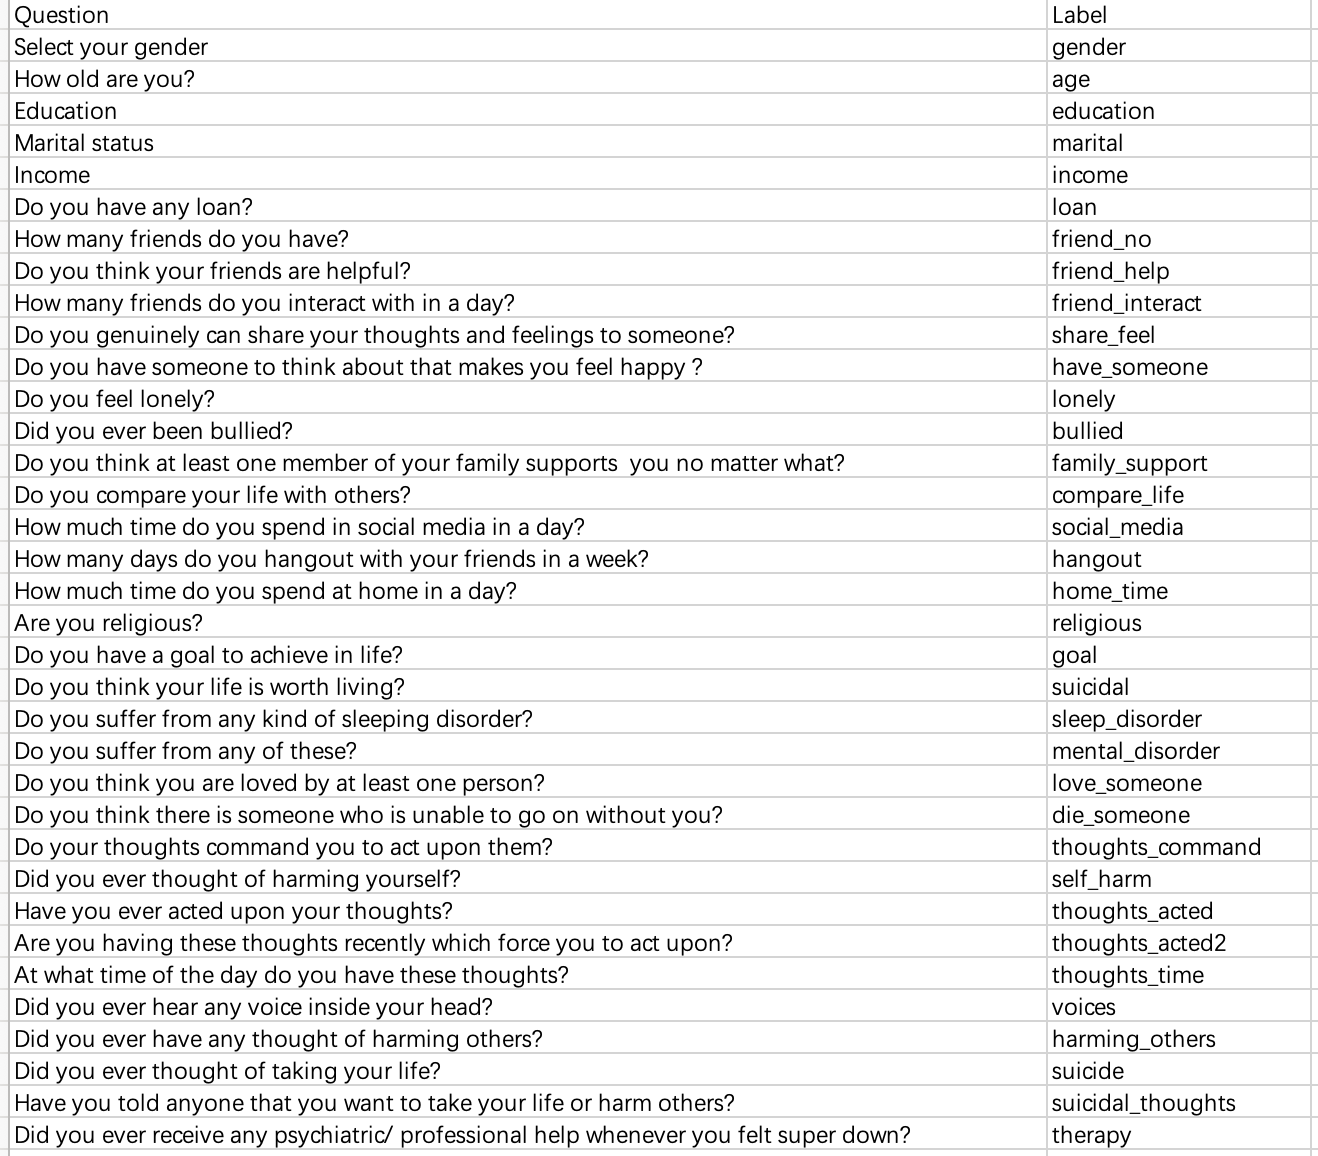 Question Label
Select your gender gender
How old are you? age
Education education
Marital status marital
Income income
Do you have any loan? loan
How many friends do you have? friend_no
Do you think your friends are helpful? friend_help
How many friends do you interact with in a day? friend_interact
Do you genuinely can share your thoughts and feelings to someone? share_feel
Do you have someone to think about that makes you feel happy ? have_someone
Do you feel lonely? lonely
Did you ever been bullied? bullied
Do you think at least one member of your family supports  you no matter what? family_support
Do you compare your life with others? compare_life
How much time do you spend in social media in a day? social_media
How many days do you hangout with your friends in a week? hangout
How much time do you spend at home in a day? home_time
Are you religious? religious
Do you have a goal to achieve in life? goal
Do you think your life is worth living? suicidal
Do you suffer from any kind of sleeping disorder? sleep_disorder
Do you suffer from any of these? mental_disorder
Do you think you are loved by at least one person? love_someone
Do you think there is someone who is unable to go on without you? die_someone
Do your thoughts command you to act upon them? thoughts_command
Did you ever thought of harming yourself? self_harm
Have you ever acted upon your thoughts? thoughts_acted
Are you having these thoughts recently which force you to act upon? thoughts_acted2
At what time of the day do you have these thoughts? thoughts_time
Did you ever hear any voice inside your head? voices
Did you ever have any thought of harming others? harming_others
Did you ever thought of taking your life? suicide
Have you told anyone that you want to take your life or harm others? suicidal_thoughts
Did you ever receive any psychiatric/ professional help whenever you felt super down? therapy